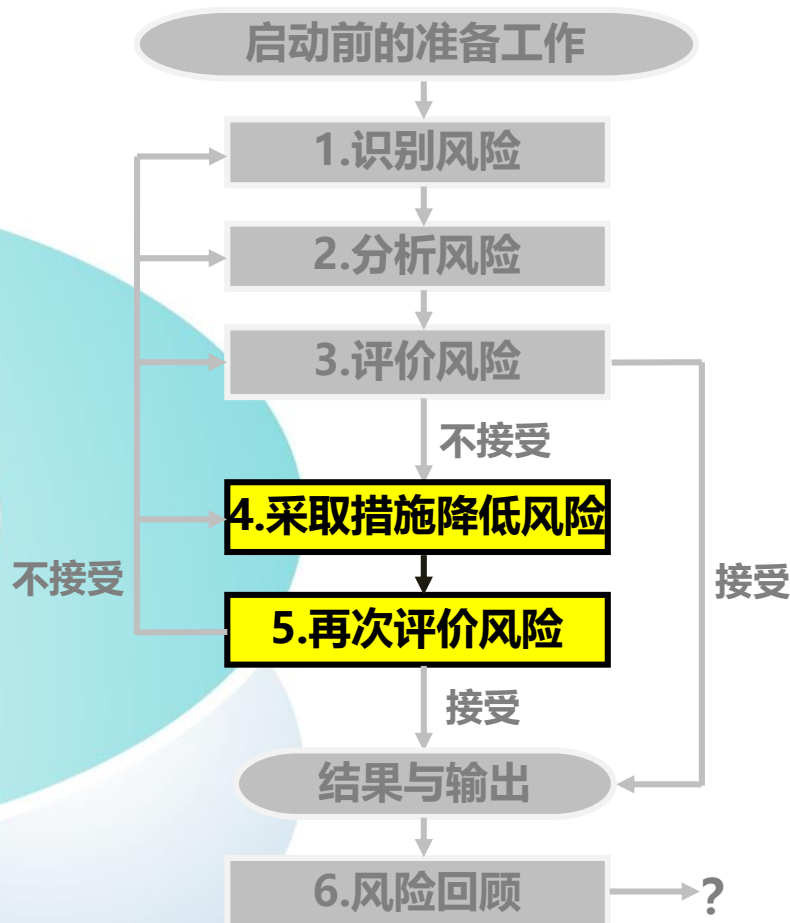 启动前的准备工作
1.识别风险
2.分析风险
3.评价风险
不接受
4.采取措施降低风险
不接受
接受
5.再次评价风险
接受
结果与输出
6.风险回顾
?